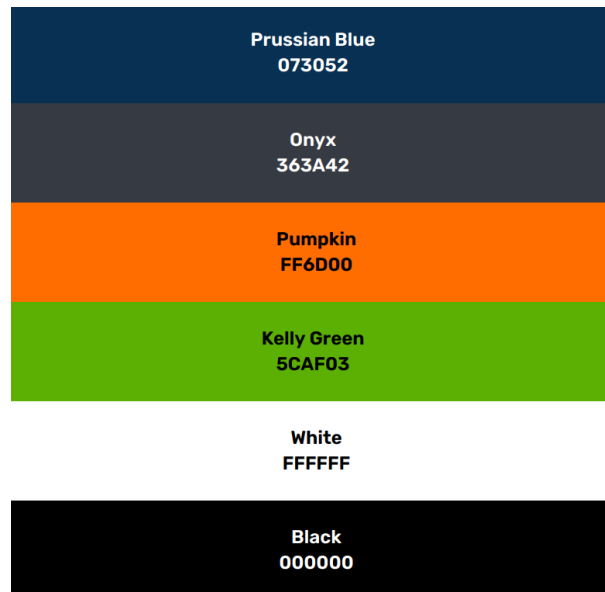 Prussian Blue
073052
Onyx
363A42
Pumpkin
FF6D00
Kelly Green
5CAF03
White
FFFFFF
Black
000000